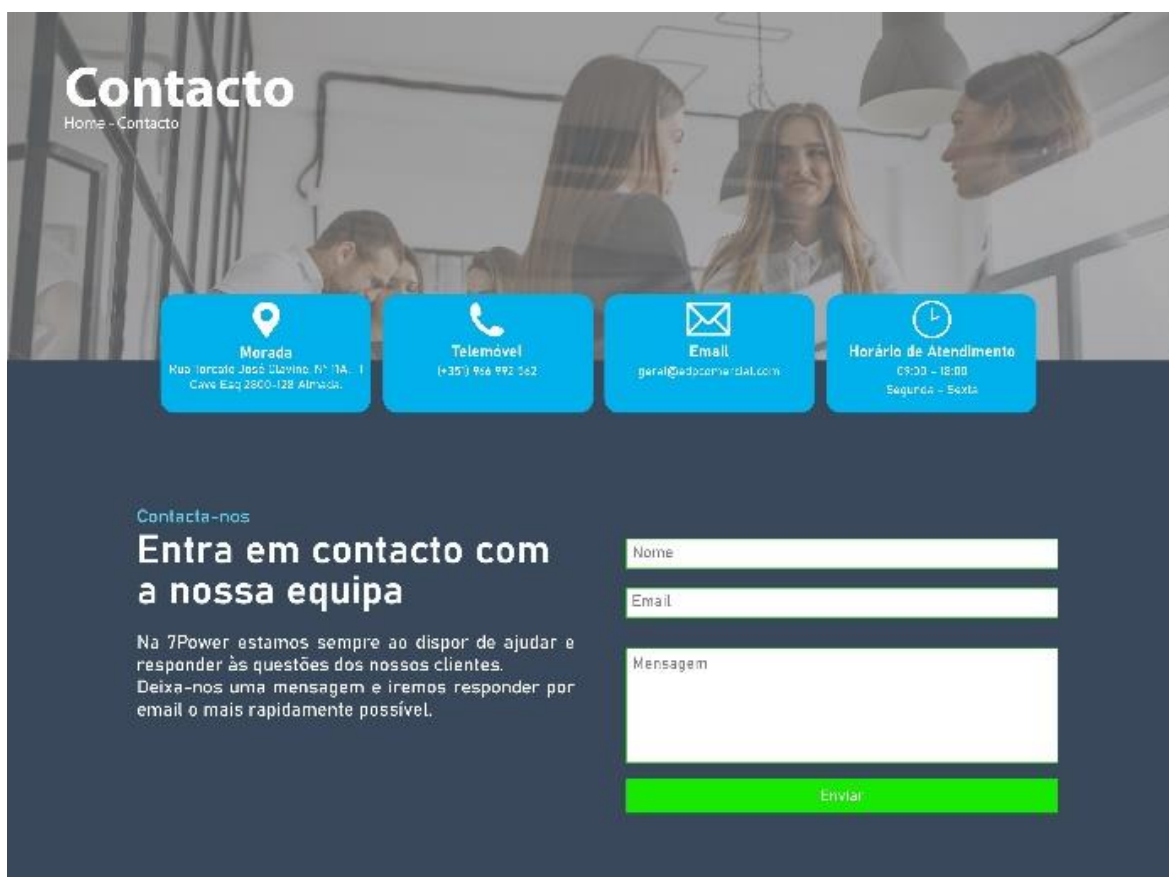 Contacto
Home - Contacto
Morada
Rua José Nº 11A,
Cave Esq 2800-128 Almada.
Telemóvel
(+351) 966 992
Email
Horário de Atendimento
09:00 - 18:00
Segunda - Sexta
Contacta-nos
Entra em contacto com
a nossa equipa
Na 7Power estamos sempre ao dispor de ajudar e
responder às questões dos nossos clientes.
Deixa-nos uma mensagem e iremos responder por
email o mais rapidamente possível.
Nome
Email
Mensagem
Enviar